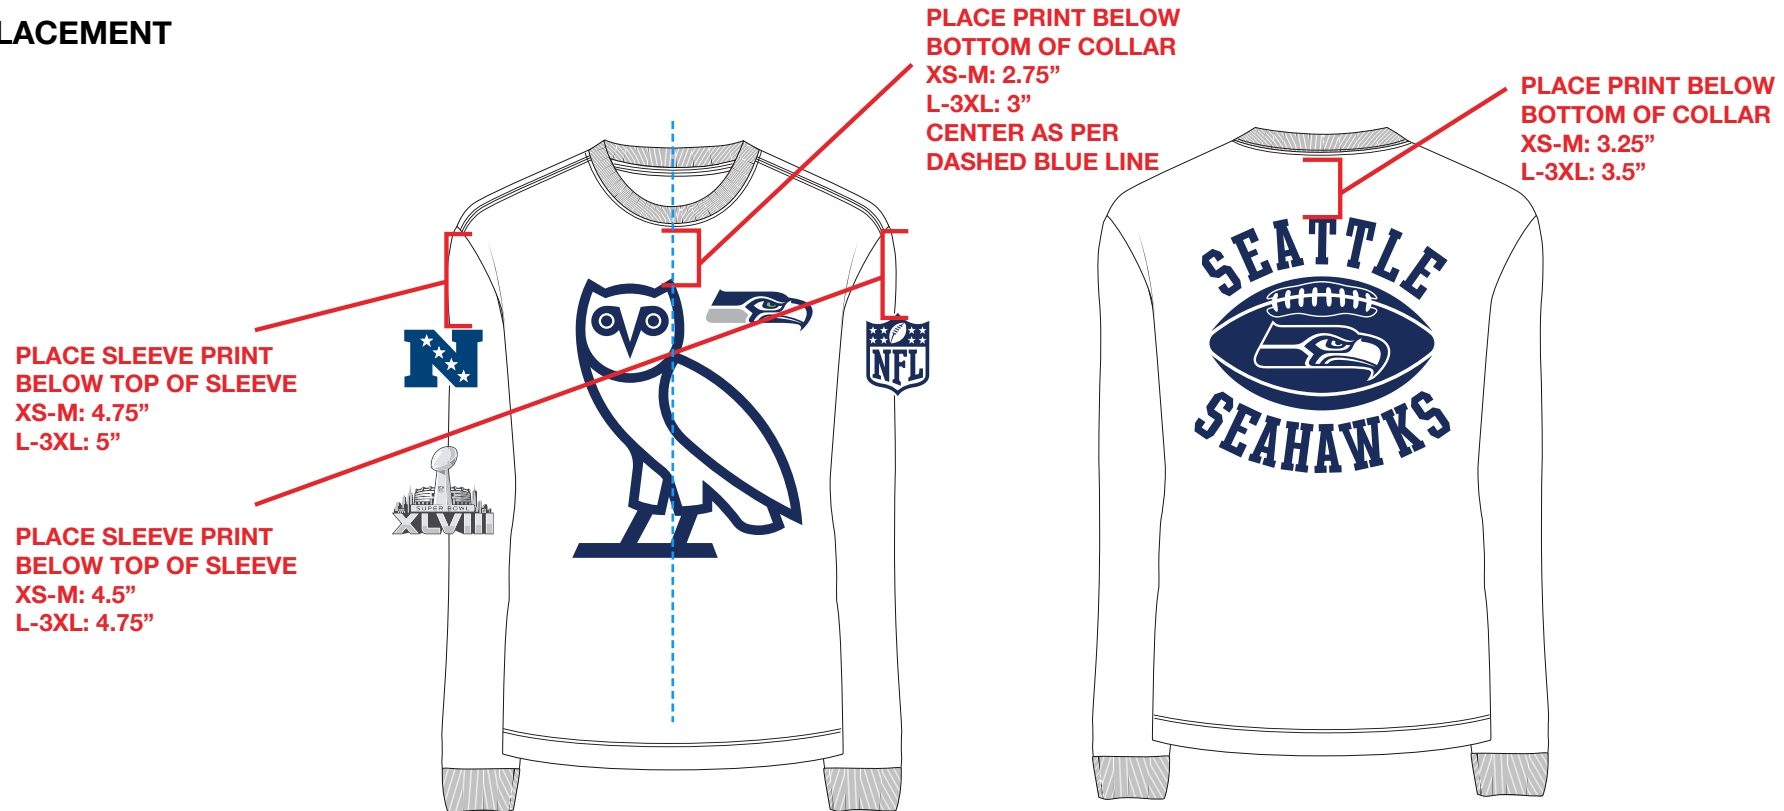 LACEMENT
PLACE PRINT BELOW
BOTTOM OF COLLAR
XS-M: 2.75”
L-3XL: 3”
CENTER AS PER
DASHED BLUE LINE
PLACE PRINT BELOW
BOTTOM OF COLLAR
XS-M: 3.25”
L-3XL: 3.5”
PLACE SLEEVE PRINT
BELOW TOP OF SLEEVE
XS-M: 4.75”
L-3XL: 5”
PLACE SLEEVE PRINT
BELOW TOP OF SLEEVE
XS-M: 4.5”
L-3XL: 4.75”
N
SUPER BOWL
XLVIII
NFL
SEATTLE
SEAHAWKS